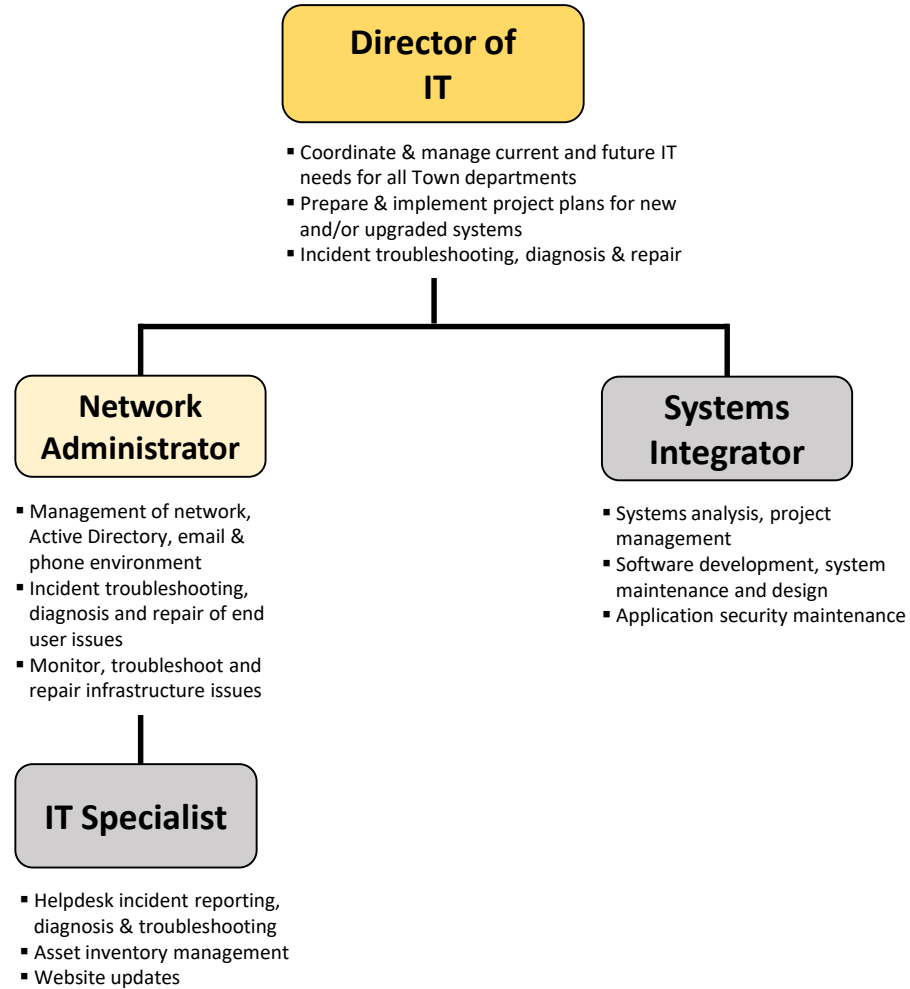 Director of
IT
▪ Coordinate & manage current and future IT
needs for all Town departments
▪ Prepare & implement project plans for new
and/or upgraded systems
▪ Incident troubleshooting, diagnosis & repair
Network
Administrator
▪ Management of network,
Active Directory, email &
phone environment
▪ Incident troubleshooting,
diagnosis and repair of end
user issues
▪ Monitor, troubleshoot and
repair infrastructure issues
Systems
Integrator
▪ Systems analysis, project
management
▪ Software development, system
maintenance and design
▪ Application security maintenance
IT Specialist
▪ Helpdesk incident reporting,
diagnosis & troubleshooting
▪ Asset inventory management
▪ Website updates